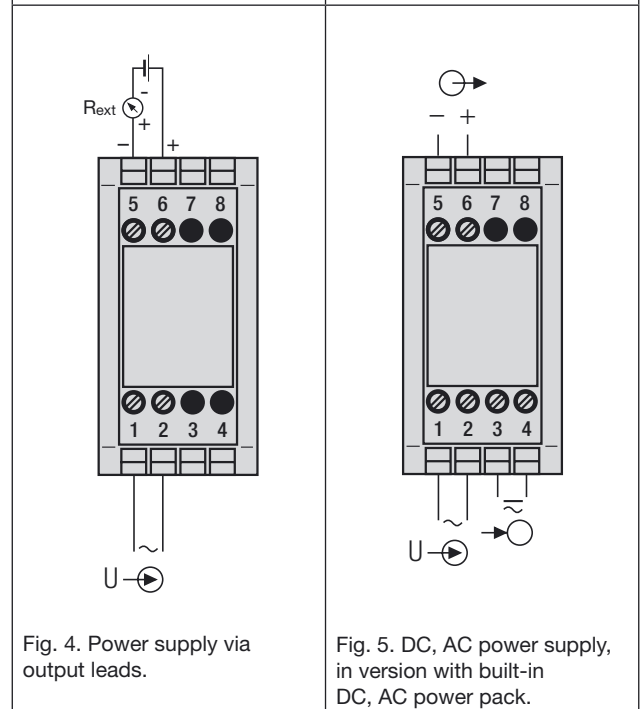 Rext
-
+
− +
5 6 7 8
1 2 3 4
~
U
Fig. 4. Power supply via
output leads.
− +
5 6 7 8
1 2 3 4
~
U
Fig. 5. DC, AC power supply,
in version with built-in
DC, AC power pack.